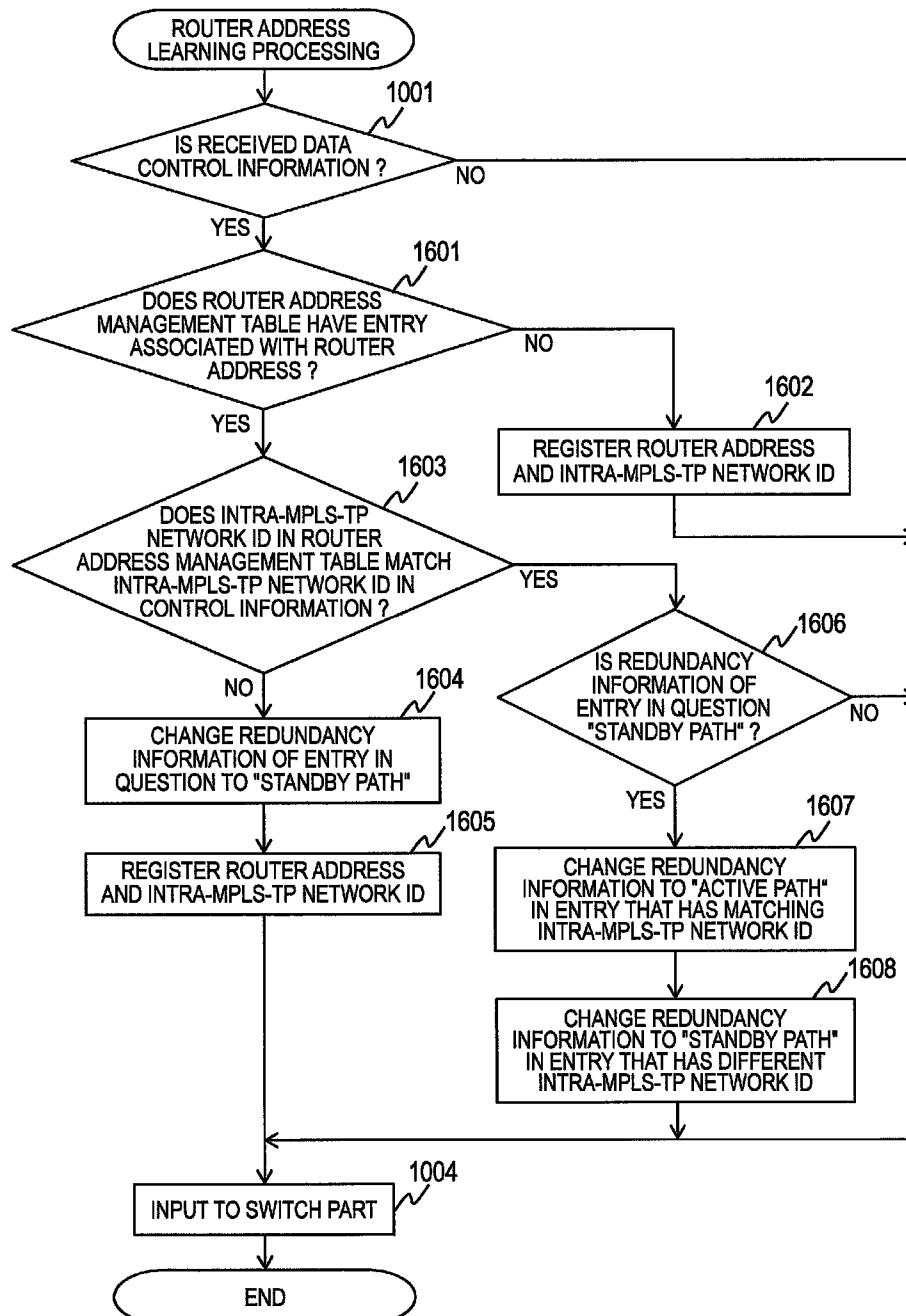 ROUTER ADDRESS
LEARNING PROCESSING
1001
IS RECEIVED DATA
CONTROL INFORMATION ?
NO
YES
1601
DOES ROUTER ADDRESS
MANAGEMENT TABLE HAVE ENTRY
ASSOCIATED WITH ROUTER
ADDRESS ?
NO
YES
1602
REGISTER ROUTER ADDRESS
AND INTRA-MPLS-TP NETWORK ID
1603
DOES INTRA-MPLS-TP
NETWORK ID IN ROUTER
ADDRESS MANAGEMENT TABLE MATCH
INTRA-MPLS-TP NETWORK ID IN
CONTROL INFORMATION ?
YES
NO
1606
IS REDUNDANCY
INFORMATION OF
ENTRY IN QUESTION
"STANDBY PATH" ?
NO
YES
1604
CHANGE REDUNDANCY
INFORMATION OF ENTRY IN
QUESTION TO "STANDBY PATH"
1605
REGISTER ROUTER ADDRESS
AND INTRA-MPLS-TP NETWORK ID
1607
CHANGE REDUNDANCY
INFORMATION TO "ACTIVE PATH"
IN ENTRY THAT HAS MATCHING
INTRA-MPLS-TP NETWORK ID
1608
CHANGE REDUNDANCY
INFORMATION TO "STANDBY PATH"
IN ENTRY THAT HAS DIFFERENT
INTRA-MPLS-TP NETWORK ID
1004
INPUT TO SWITCH PART
END